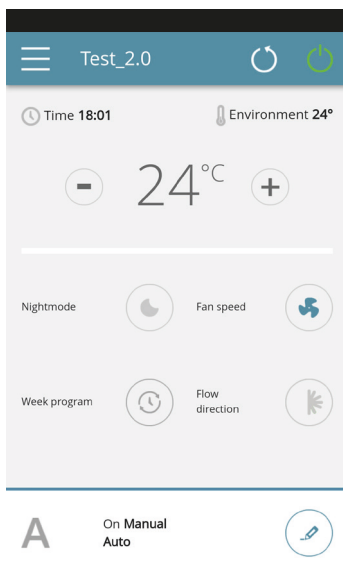 Test_2.0
Time 18:01
Environment 24°
24°C
Nightmode
Fan speed
Week program
Flow
direction
A
On Manual
Auto